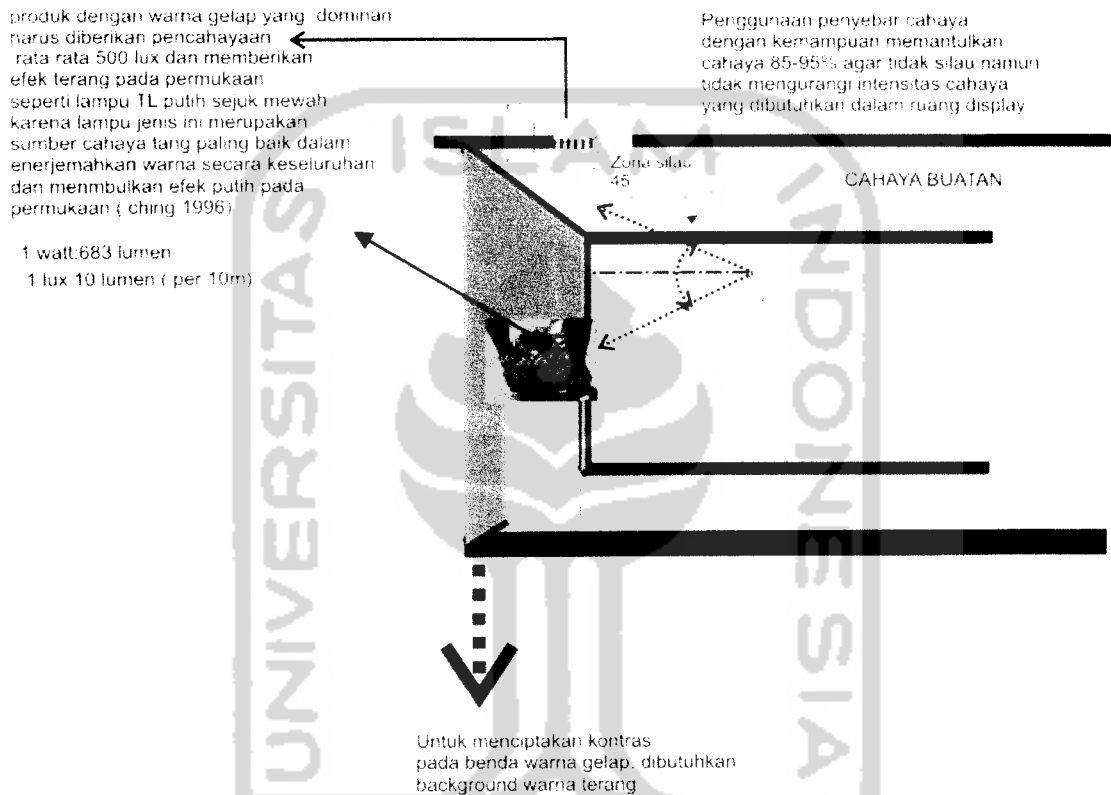 produk dengan warna gelap yang dominan
harus diberikan pencahayaan
rata rata 500 lux dan memberikan
efek terang pada permukaan
seperti lampu TL putih sejuk mewah
karena lampu jenis ini merupakan
sumber cahaya tang paling baik dalam
enerjemahkan warna secara keseluruhan
dan menmbulkan efek putih pada
permukaan ( ching 1996)
1 watt:683 lumen
1 lux 10 lumen ( per 10m)
Penggunaan penyebar cahaya
dengan kemampuan memantulkan
cahaya 85-95% agar tidak silau namun
tidak mengurangi intensitas cahaya
yang dibutuhkan dalam ruang display
Zona silau
45
CAHAYA BUATAN
Untuk menciptakan kontras
pada benda warna gelap, dibutuhkan
background warna terang
UNIVERSITAS
ISLAM
INDONESIA